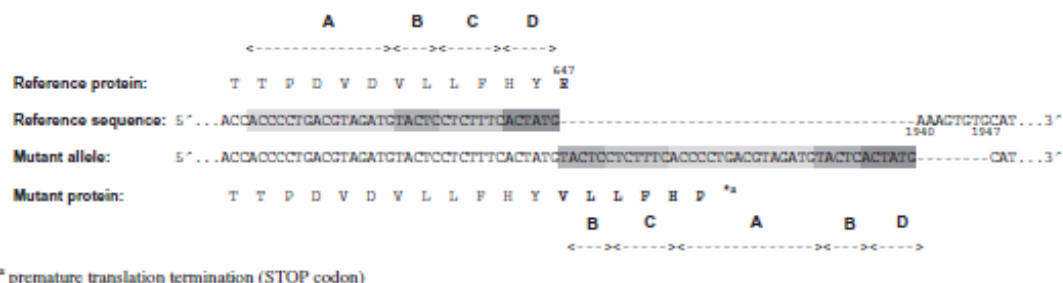 A B C D
<---------------><---><-----><---->
647
Reference protein: T T P D V D V L L F H Y E
Reference sequence: 5´...ACCACCCCTGACGTAGATGTACTCCTCTTTCACTATG---------------------------------------AAAGTGTGCAT...3´
1940 1947
Mutant allele: 5´...ACCACCCCTGACGTAGATGTACTCCTCTTTCACTATGTACTCCTCTTTCACCCCTGACGTAGATGTACTCACTATG--------CAT...3´
Mutant protein: T T P D V D V L L F H Y V L L F H P *a
B C A B D
<---><-----><---------------><---><---->
a premature translation termination (STOP codon)